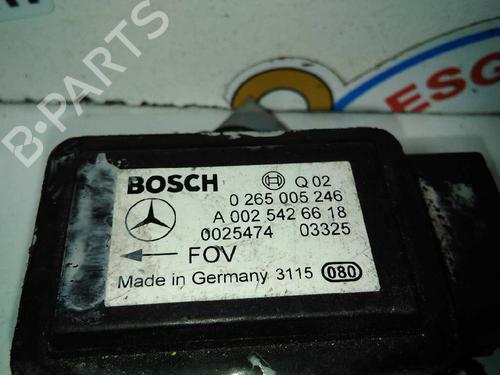 B-PARTS
ESG
BOSCH Q 02
0 265 005 246
A 002 542 66 18
0025474 03325
FOV
Made in Germany 3115 080